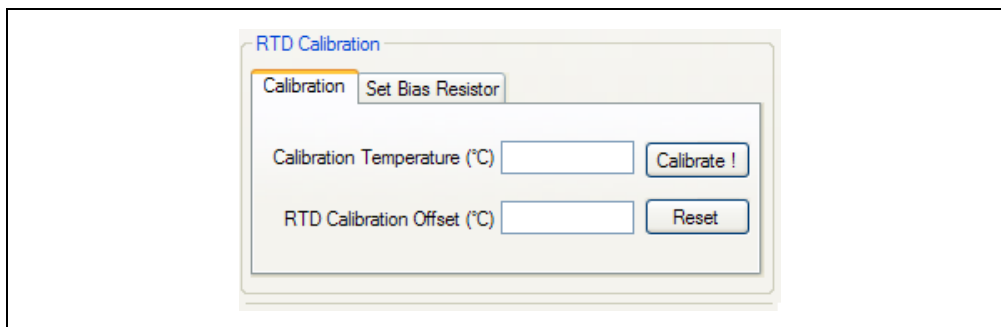 RTD Calibration
Calibration Set Bias Resistor
Calibration Temperature (°C) Calibrate !
RTD Calibration Offset (°C) Reset